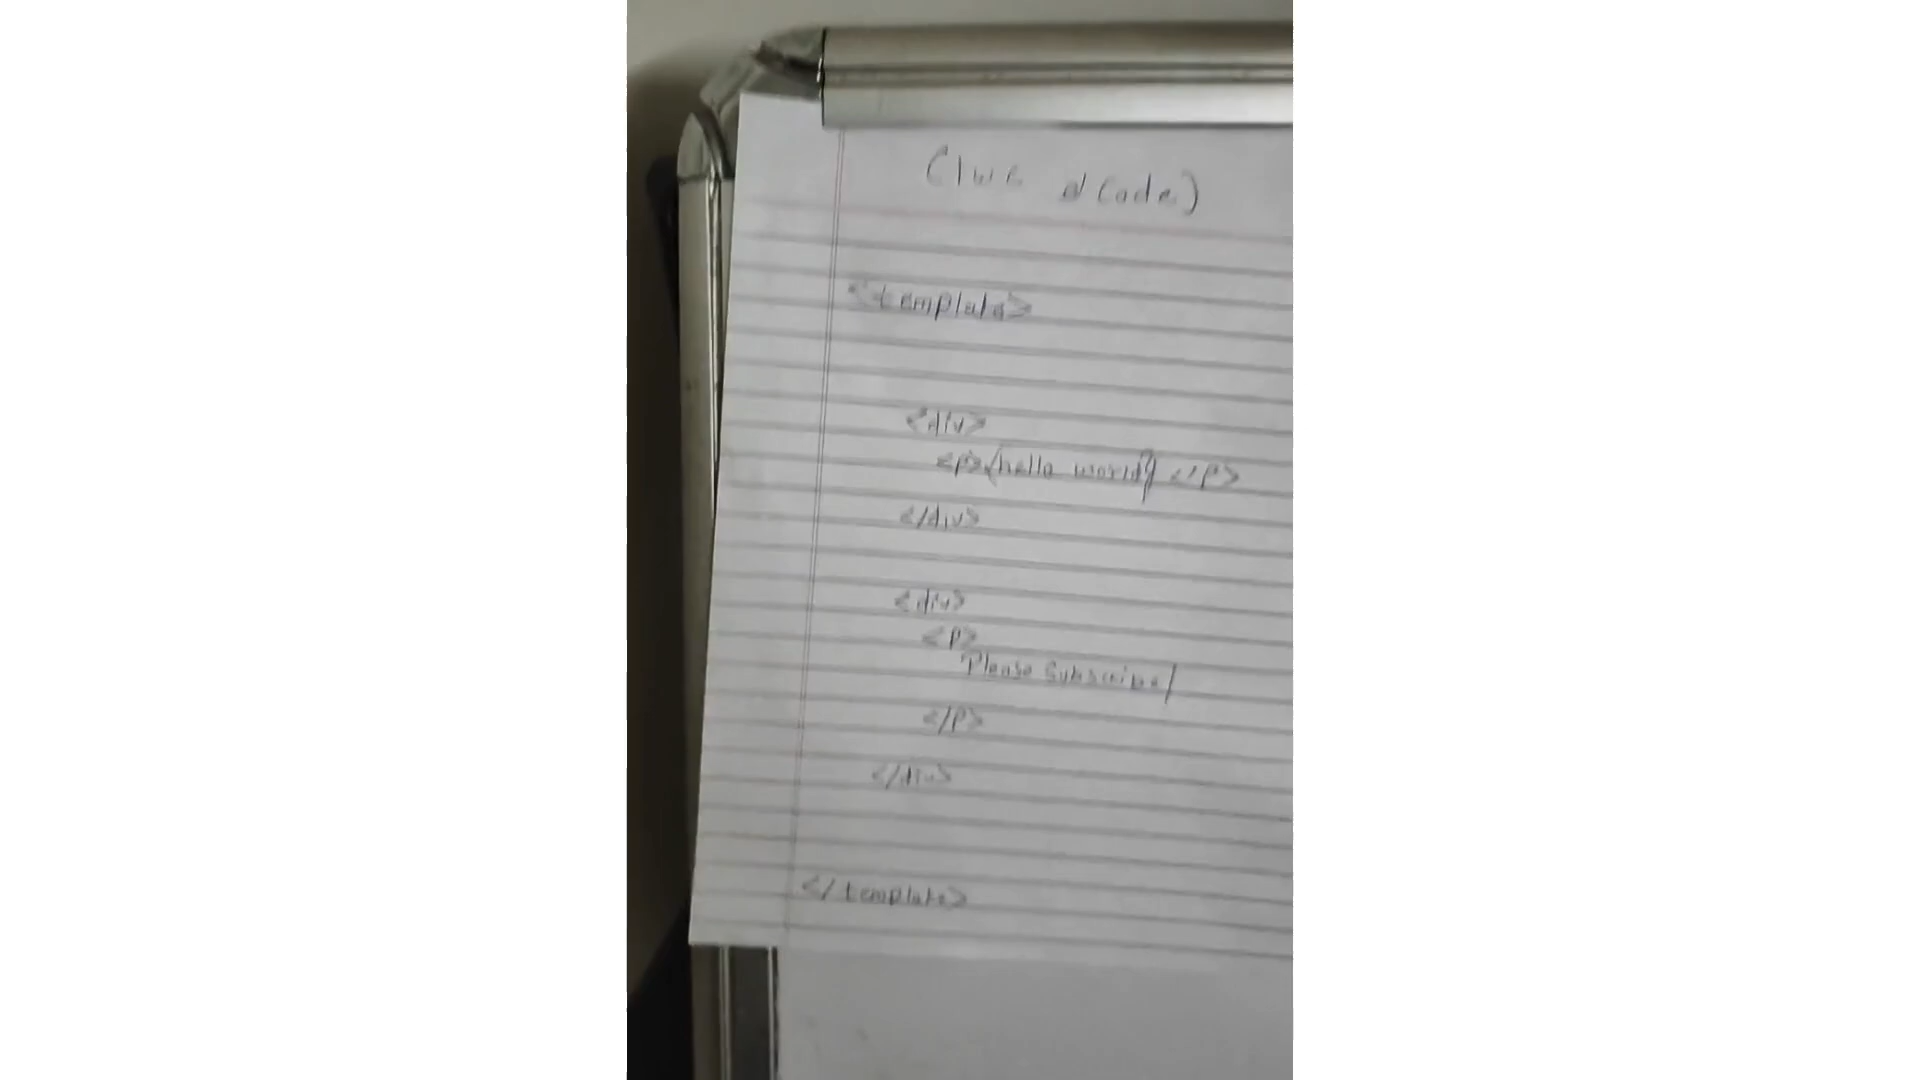 (lwc code)
<template>
<div>
<p>{hello world}</p>
</div>
<div>
<p>
Please Subscribe
</p>
</div>
</template>